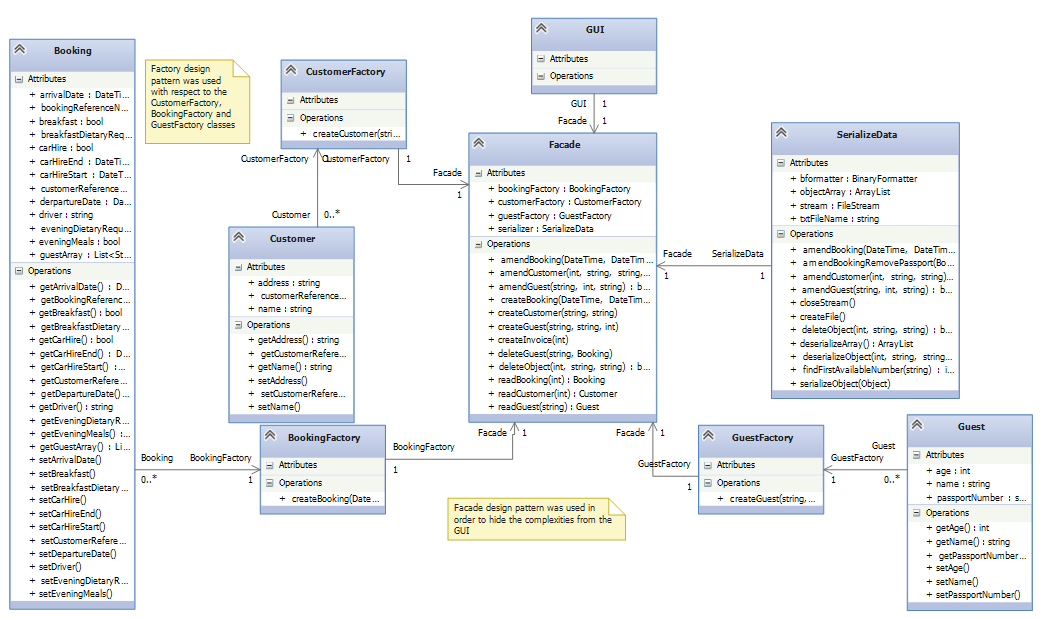 Booking
Attributes
+ arrivalDate : DateTi...
+ bookingReferenceN...
+ breakfast : bool
+ breakfastDietaryReq...
+ carHire : bool
+ carHireEnd : DateTi...
+ carHireStart : DateT...
+ customerReference...
+ derpartureDate : Da...
+ driver : string
+ eveningDietaryRequ...
+ eveningMeals : bool
+ guestArray : List<St...
Operations
+ getArrivalDate() : D...
+ getBookingReferenc...
+ getBreakfast() : bool
+ getBreakfastDietary...
+ getCarHire() : bool
+ getCarHireEnd() : D...
+ getCarHireStart() : ...
+ getCustomerRefere...
+ getDepartureDate() ...
+ getDriver() : string
+ getEveningDietaryR...
+ getEveningMeals() : ...
+ getGuestArray() : Li...
+ setArrivalDate()
+ setBreakfast()
+ setBreakfastDietary...
+ setCarHire()
+ setCarHireEnd()
+ setCarHireStart()
+ setCustomerRefere...
+ setDepartureDate()
+ setDriver()
+ setEveningDietaryR...
+ setEveningMeals()
Factory design
pattern was used
with respect to the
CustomerFactory,
BookingFactory and
GuestFactory classes
CustomerFactory
Attributes
Operations
+ createCustomer(stri...
CustomerFactory
CustomerFactory 1
Facade
1
Customer 0..*
Customer
Attributes
+ address : string
+ customerReference...
+ name : string
Operations
+ getAddress() : string
+ getCustomerRefere...
+ getName() : string
+ setAddress()
+ setCustomerRefere...
+ setName()
GUI
Attributes
Operations
GUI 1
Facade 1
Facade
Attributes
+ bookingFactory : BookingFactory
+ customerFactory : CustomerFactory
+ guestFactory : GuestFactory
+ serializer : SerializeData
Operations
+ amendBooking(DateTime, DateTim...
+ amendCustomer(int, string, string,...
+ amendGuest(string, int, string) : b...
+ createBooking(DateTime, DateTim...
+ createCustomer(string, string)
+ createGuest(string, string, int)
+ createInvoice(int)
+ deleteGuest(string, Booking)
+ deleteObject(int, string, string) : b...
+ readBooking(int) : Booking
+ readCustomer(int) : Customer
+ readGuest(string) : Guest
Facade SerializeData
1 1
SerializeData
Attributes
+ bformatter : BinaryFormatter
+ objectArray : ArrayList
+ stream : FileStream
+ txtFileName : string
Operations
+ amendBooking(DateTime, DateTim...
+ amendBookingRemovePassport(Bo...
+ amendCustomer(int, string, string)...
+ amendGuest(string, int, string) : b...
+ closeStream()
+ createFile()
+ deleteObject(int, string, string) : b...
+ deserializeArray() : ArrayList
+ deserializeObject(int, string, string...
+ findFirstAvailableNumber(string) : i...
+ serializeObject(Object)
Booking BookingFactory
0..* 1
BookingFactory
Attributes
Operations
+ createBooking(Date...
BookingFactory
1
Facade 1
Facade 1
GuestFactory
1
GuestFactory
Attributes
Operations
+ createGuest(string, ...
Guest
GuestFactory
1 0..*
Guest
Attributes
+ age : int
+ name : string
+ passportNumber : s...
Operations
+ getAge() : int
+ getName() : string
+ getPassportNumber...
+ setAge()
+ setName()
+ setPassportNumber()
Facade design pattern was used in
order to hide the complexities from the
GUI